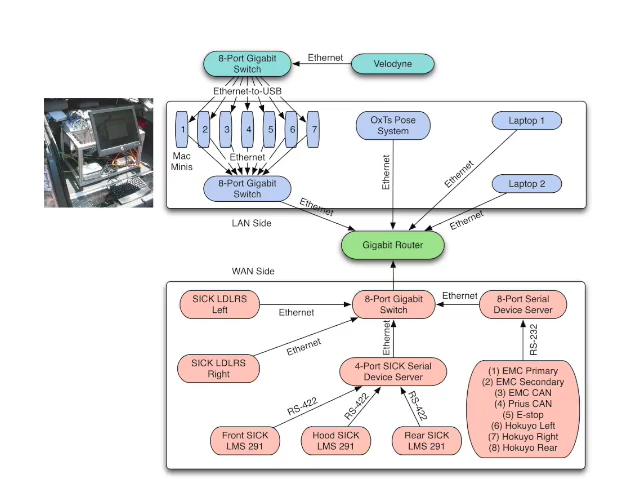 8-Port Gigabit
Switch
Ethernet
Velodyne
Ethernet-to-USB
1 2 3 4 5 6 7
Mac
Minis
Ethernet
OxTs Pose
System
Laptop 1
8-Port Gigabit
Switch
Ethernet
Ethernet
Ethernet
Laptop 2
Ethernet
LAN Side
Gigabit Router
WAN Side
SICK LDLRS
Left
Ethernet
8-Port Gigabit
Switch
Ethernet
8-Port Serial
Device Server
SICK LDLRS
Right
Ethernet
Ethernet
RS-232
4-Port SICK Serial
Device Server
RS-422
RS-422
RS-422
Front SICK
LMS 291
Hood SICK
LMS 291
Rear SICK
LMS 291
(1) EMC Primary
(2) EMC Secondary
(3) EMC CAN
(4) Prius CAN
(5) E-stop
(6) Hokuyo Left
(7) Hokuyo Right
(8) Hokuyo Rear